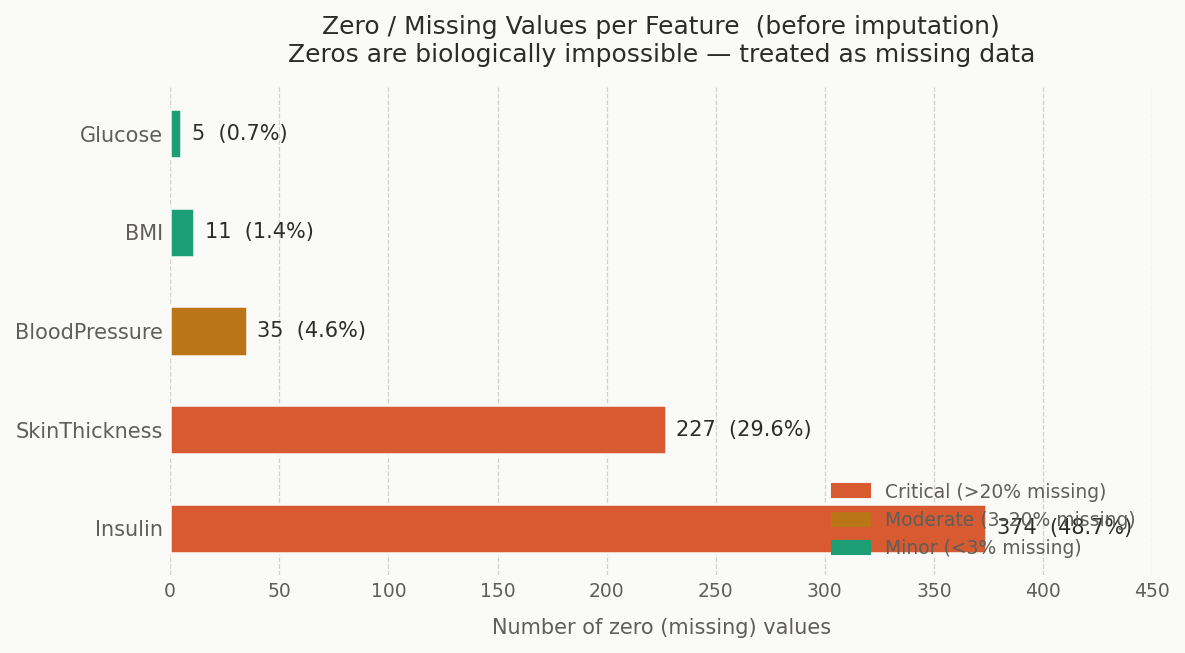 Zero / Missing Values per Feature  (before imputation)
Zeros are biologically impossible — treated as missing data
Glucose
5  (0.7%)
BMI
11  (1.4%)
BloodPressure
35  (4.6%)
SkinThickness
227  (29.6%)
Insulin
374  (48.7%)
Critical (>20% missing)
Moderate (3–20% missing)
Minor (<3% missing)
0 50 100 150 200 250 300 350 400 450
Number of zero (missing) values